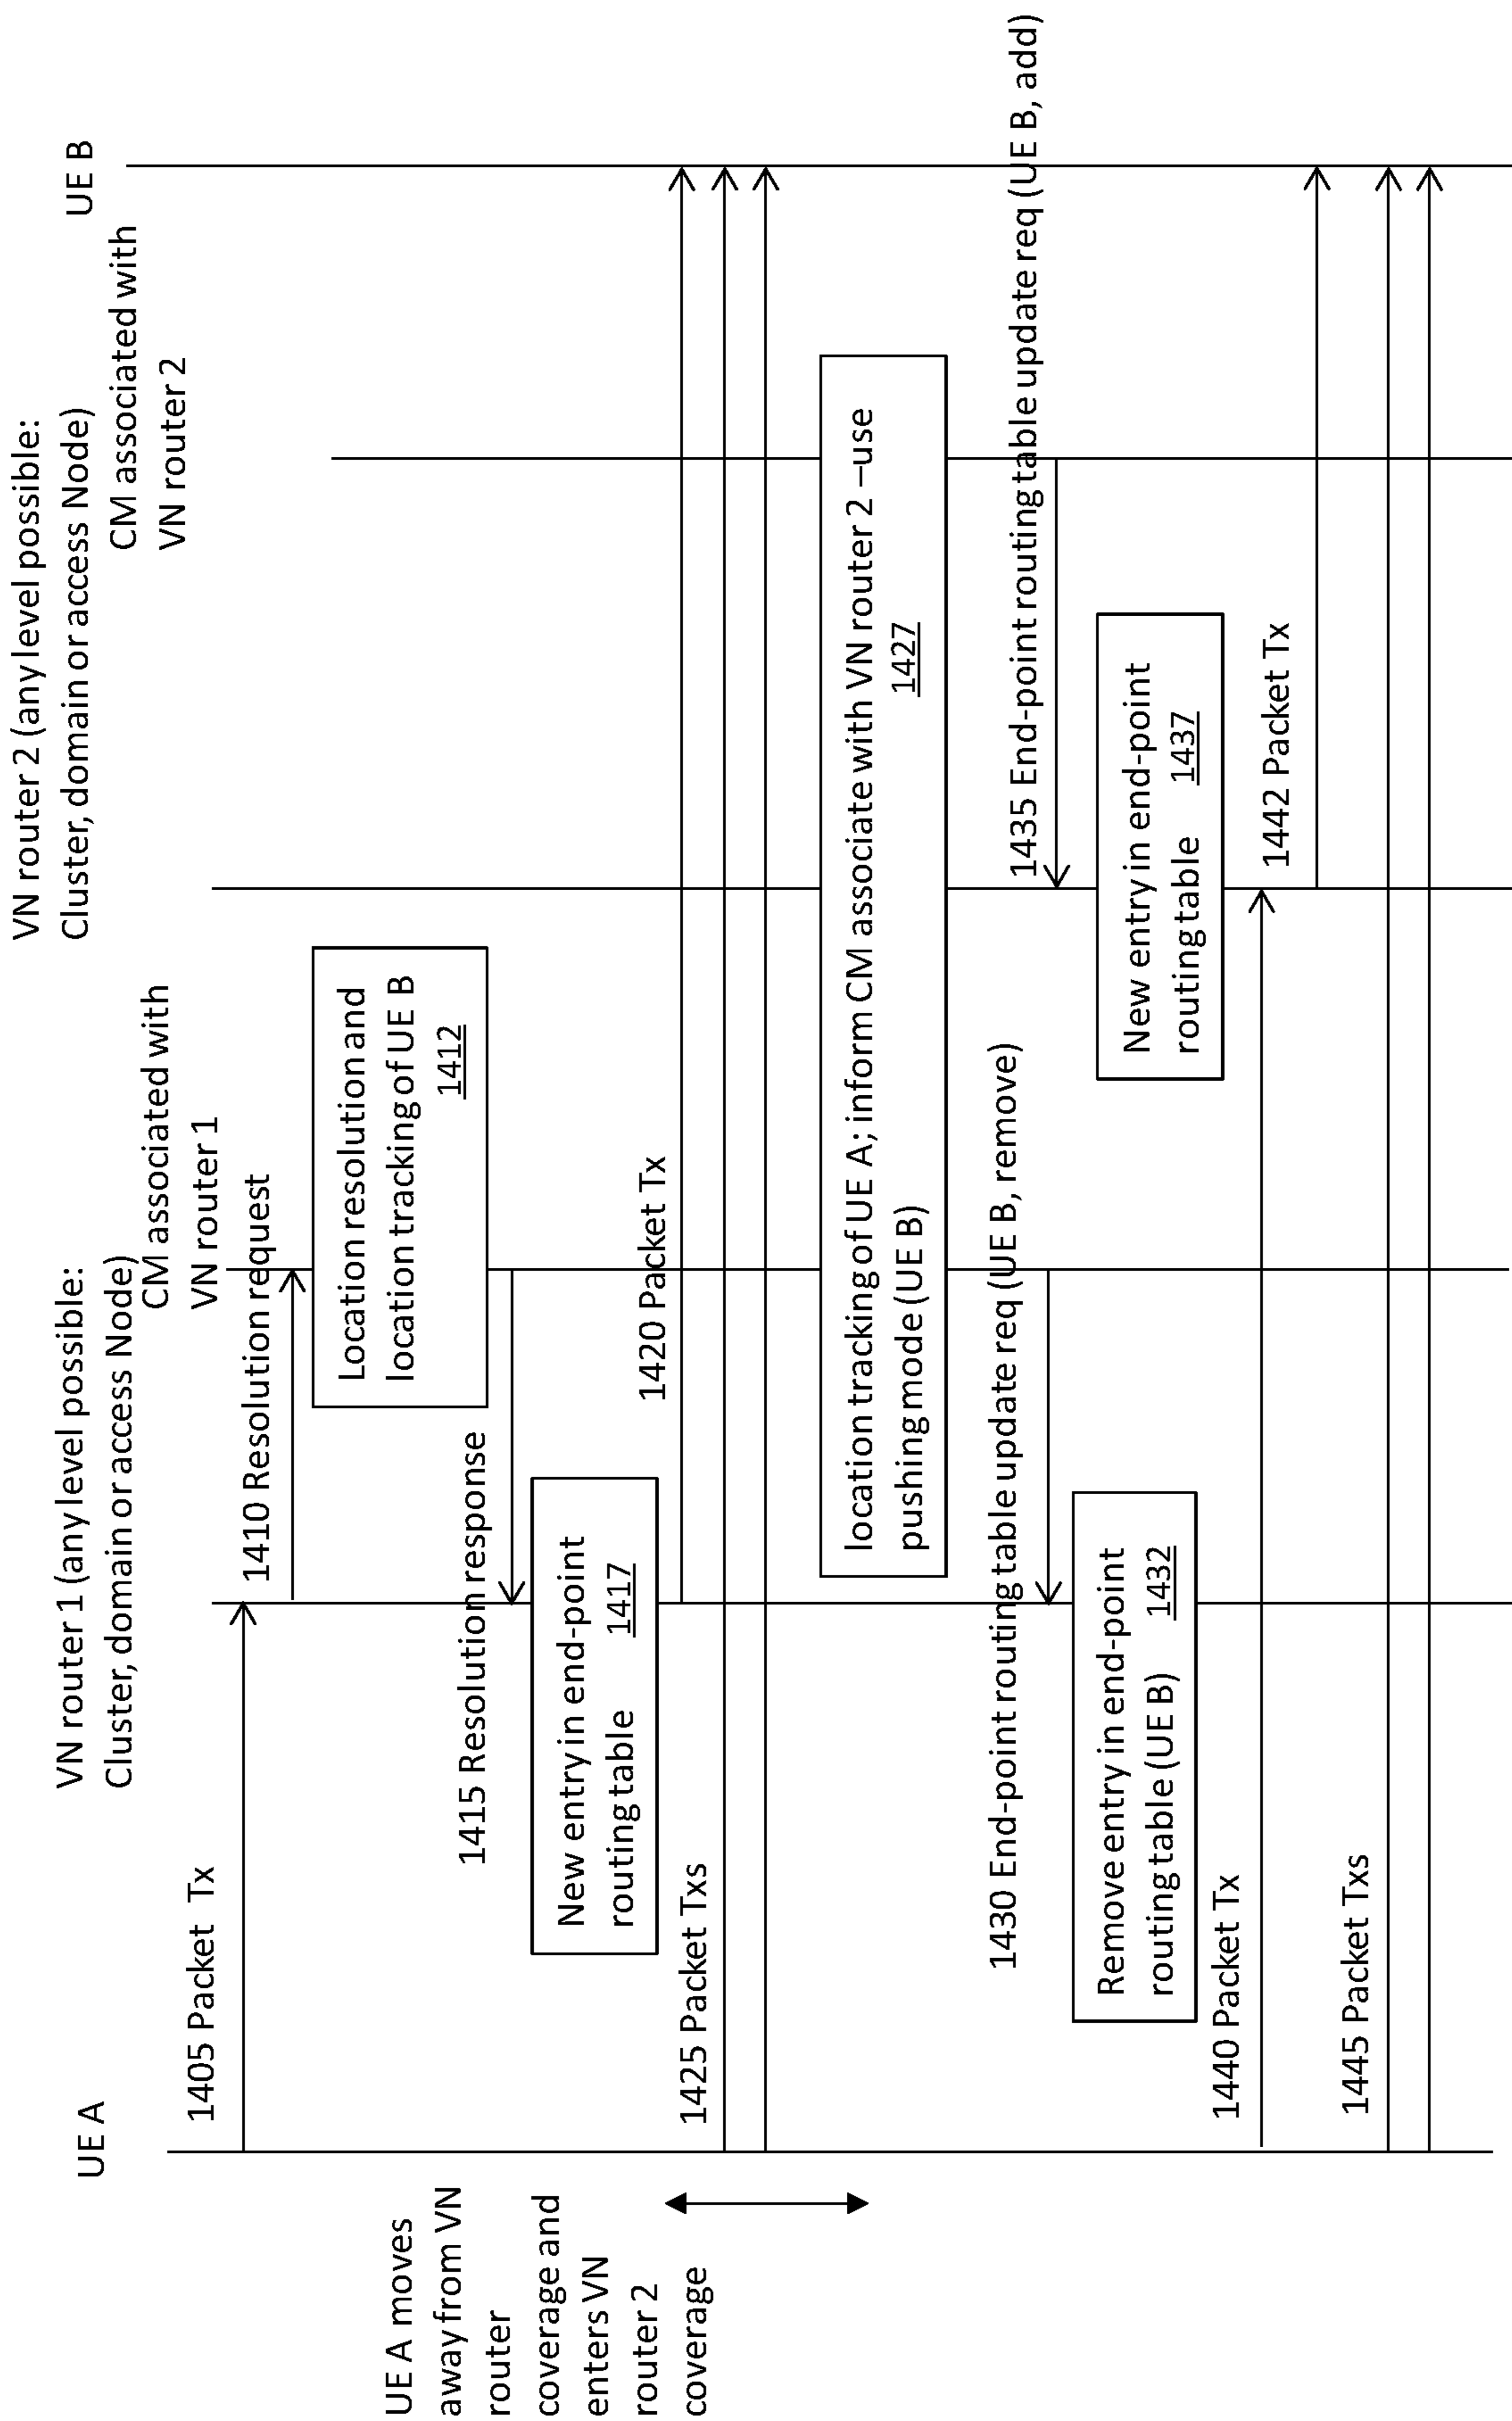 UE A
VN router 1 (any level possible:
Cluster, domain or access Node)
CM associated with
VN router 1
VN router 2 (any level possible:
Cluster, domain or access Node)
CM associated with
VN router 2
UE B
1405 Packet Tx
1410 Resolution request
Location resolution and
location tracking of UE B
1412
1415 Resolution response
New entry in end-point
routing table 1417
1420 Packet Tx
UE A moves
away from VN
router
coverage and
enters VN
router 2
coverage
1425 Packet Txs
location tracking of UE A; inform CM associate with VN router 2 –use
pushing mode (UE B) 1427
1430 End-point routing table update req (UE B, remove)
1435 End-point routing table update req (UE B, add)
Remove entry in end-point
routing table (UE B) 1432
New entry in end-point
routing table 1437
1440 Packet Tx
1442 Packet Tx
1445 Packet Txs